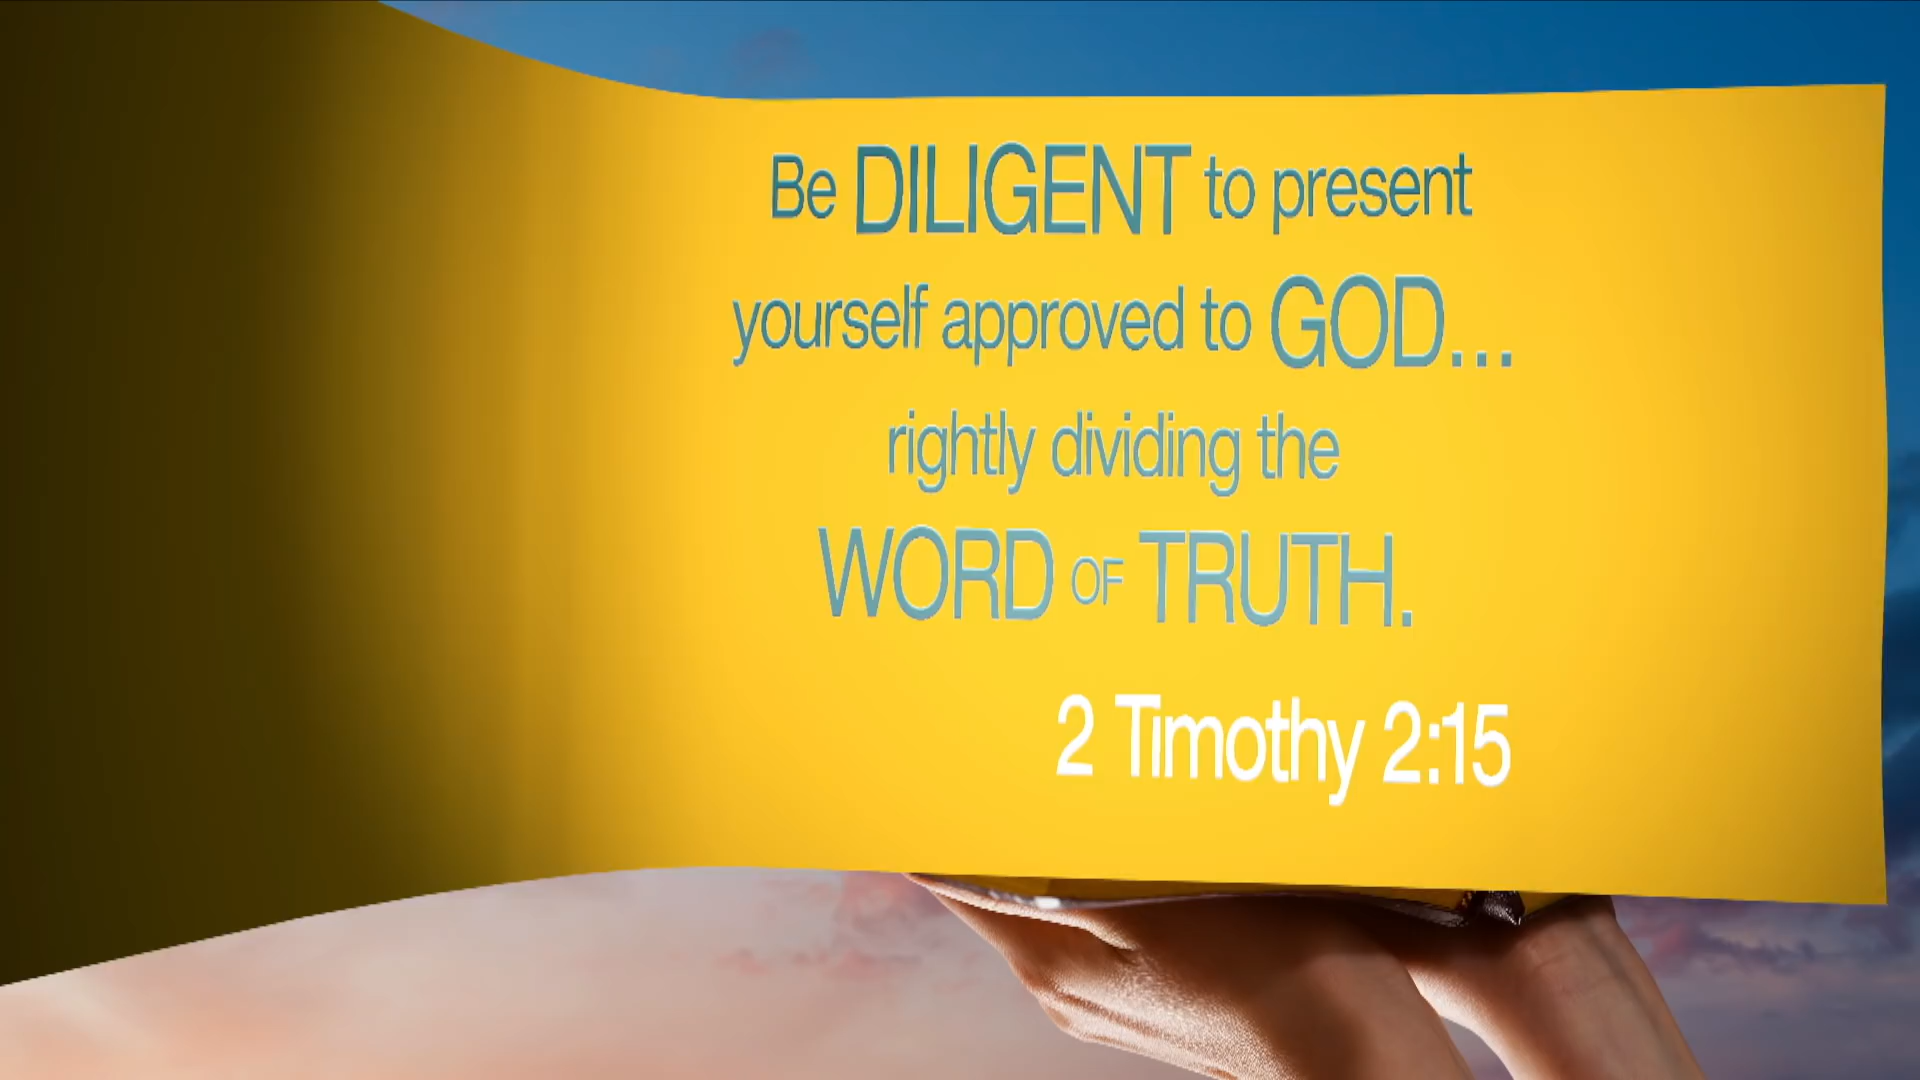 Be DILIGENT to present
yourself approved to GOD...
rightly dividing the
WORD OF TRUTH.
2 Timothy 2:15